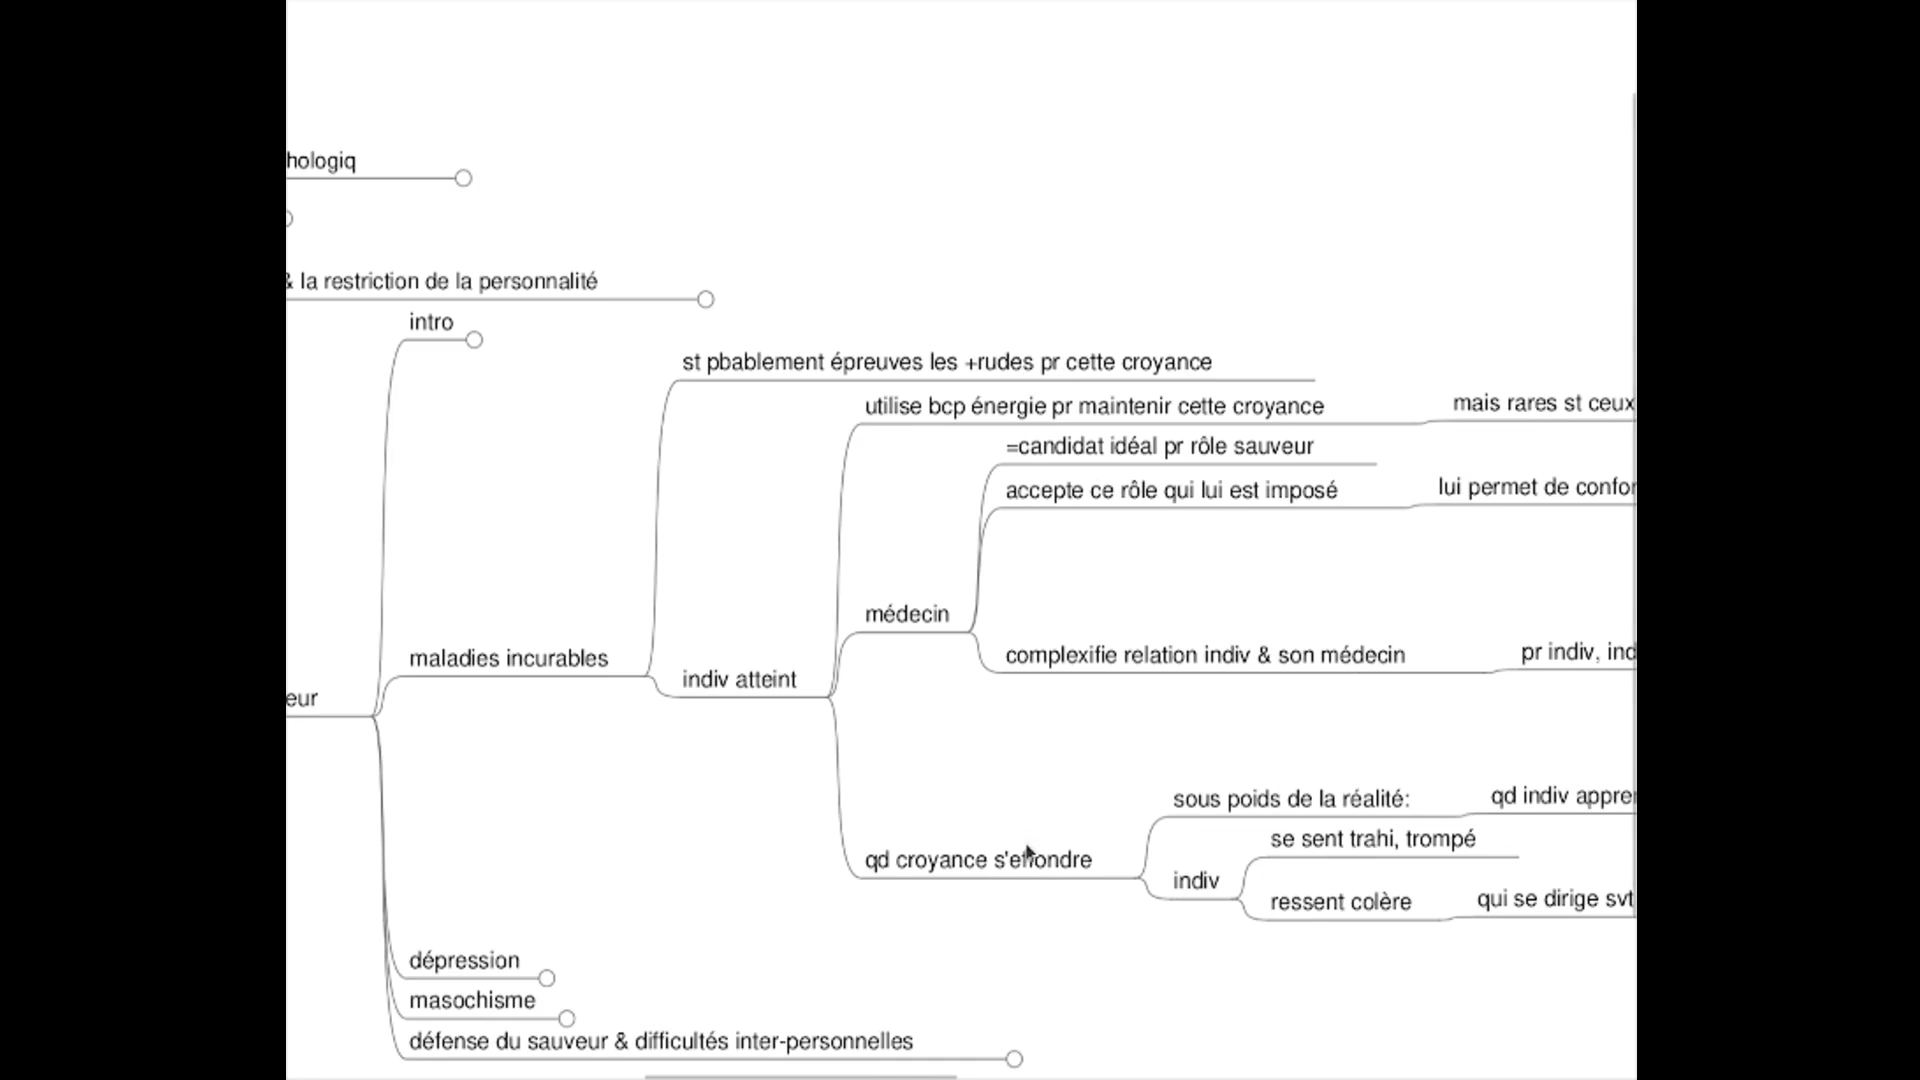 hologiq
& la restriction de la personnalité
intro
st pbablement épreuves les +rudes pr cette croyance
utilise bcp énergie pr maintenir cette croyance
mais rares st ceux
=candidat idéal pr rôle sauveur
accepte ce rôle qui lui est imposé
lui permet de confor
médecin
complexifie relation indiv & son médecin
pr indiv, ind
maladies incurables
indiv atteint
eur
sous poids de la réalité:
qd indiv appre
se sent trahi, trompé
qd croyance s'effondre
indiv
ressent colère
qui se dirige svt
dépression
masochisme
défense du sauveur & difficultés inter-personnelles